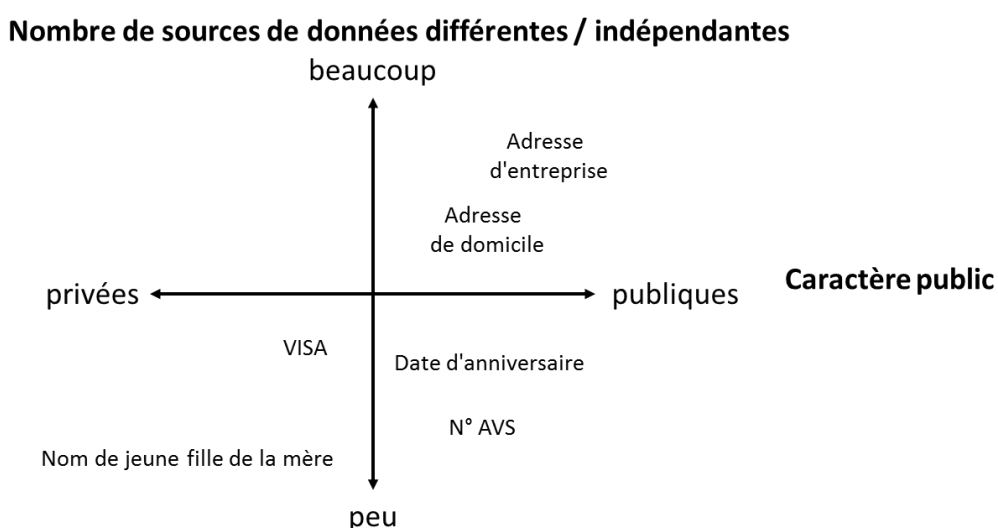 Nombre de sources de données différentes / indépendantes
beaucoup
Adresse
d'entreprise
Adresse
de domicile
privées
publiques
Caractère public
VISA
Date d'anniversaire
N° AVS
Nom de jeune fille de la mère
peu